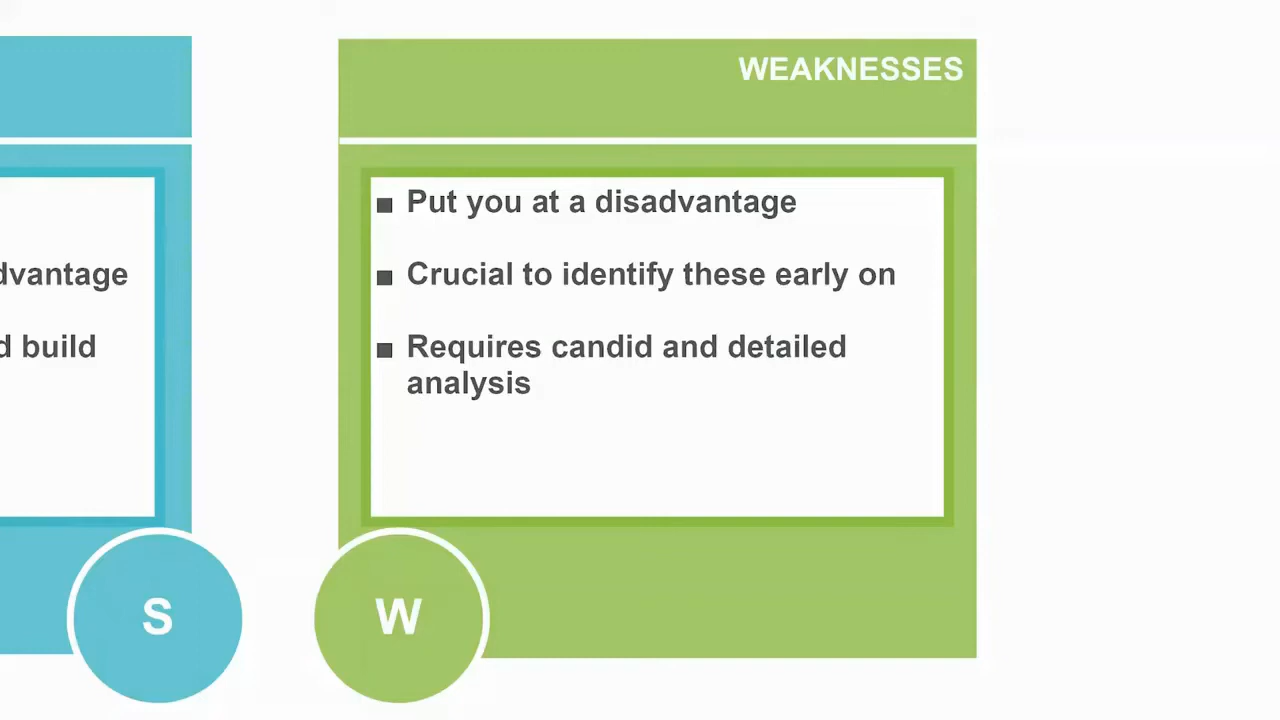 WEAKNESSES
■ Put you at a disadvantage
■ Crucial to identify these early on
■ Requires candid and detailed
analysis
dvantage
d build
S
W